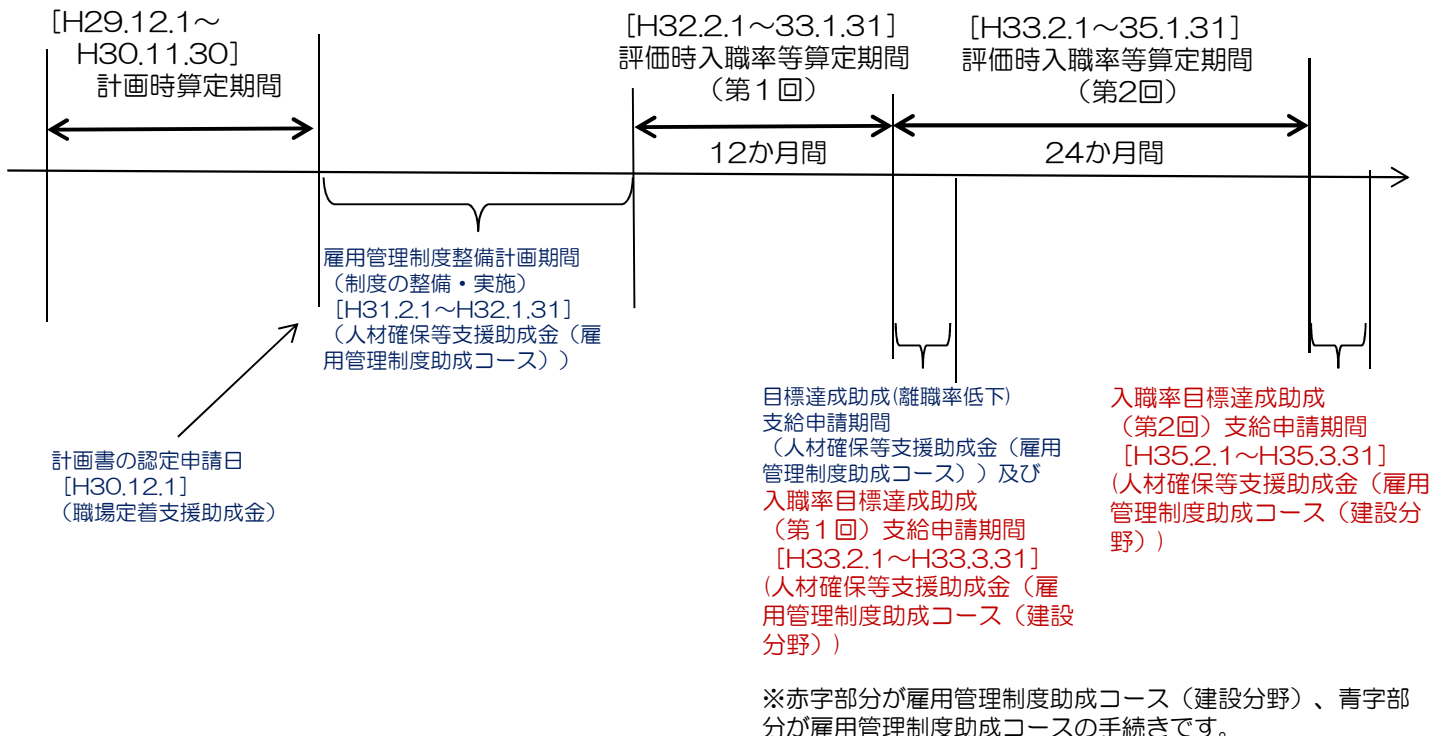 [H29.12.1～
H30.11.30]
計画時算定期間
[H32.2.1～33.1.31]
評価時入職率等算定期間
（第１回）
[H33.2.1～35.1.31]
評価時入職率等算定期間
（第2回）
12か月間
24か月間
雇用管理制度整備計画期間
（制度の整備・実施）
[H31.2.1～H32.1.31]
（人材確保等支援助成金（雇
用管理制度助成コース））
計画書の認定申請日
[H30.12.1]
（職場定着支援助成金）
目標達成助成(離職率低下)
支給申請期間
（人材確保等支援助成金（雇用
管理制度助成コース））及び
入職率目標達成助成
（第１回）支給申請期間
[H33.2.1～H33.3.31]
(人材確保等支援助成金（雇
用管理制度助成コース（建設
分野）)
入職率目標達成助成
（第2回）支給申請期間
[H35.2.1～H35.3.31]
(人材確保等支援助成金（雇用
管理制度助成コース（建設分
野）)
※赤字部分が雇用管理制度助成コース（建設分野）、青字部
分が雇用管理制度助成コースの手続きです。